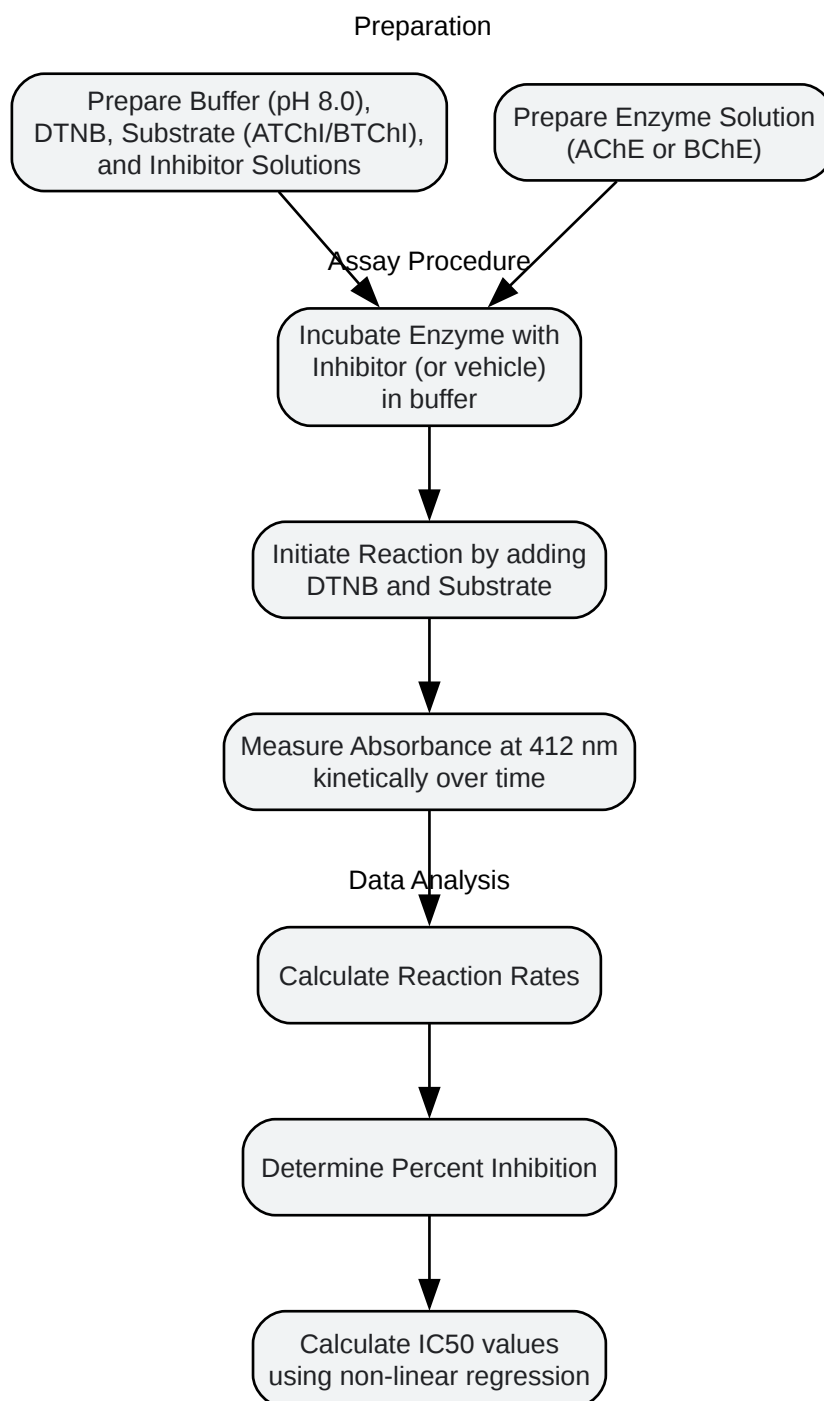 Preparation
Prepare Buffer (pH 8.0),
DTNB, Substrate (ATChI/BTChI),
and Inhibitor Solutions
Prepare Enzyme Solution
(AChE or BChE)
Assay Procedure
Incubate Enzyme with
Inhibitor (or vehicle)
in buffer
Initiate Reaction by adding
DTNB and Substrate
Measure Absorbance at 412 nm
kinetically over time
Data Analysis
Calculate Reaction Rates
Determine Percent Inhibition
Calculate IC50 values
using non-linear regression